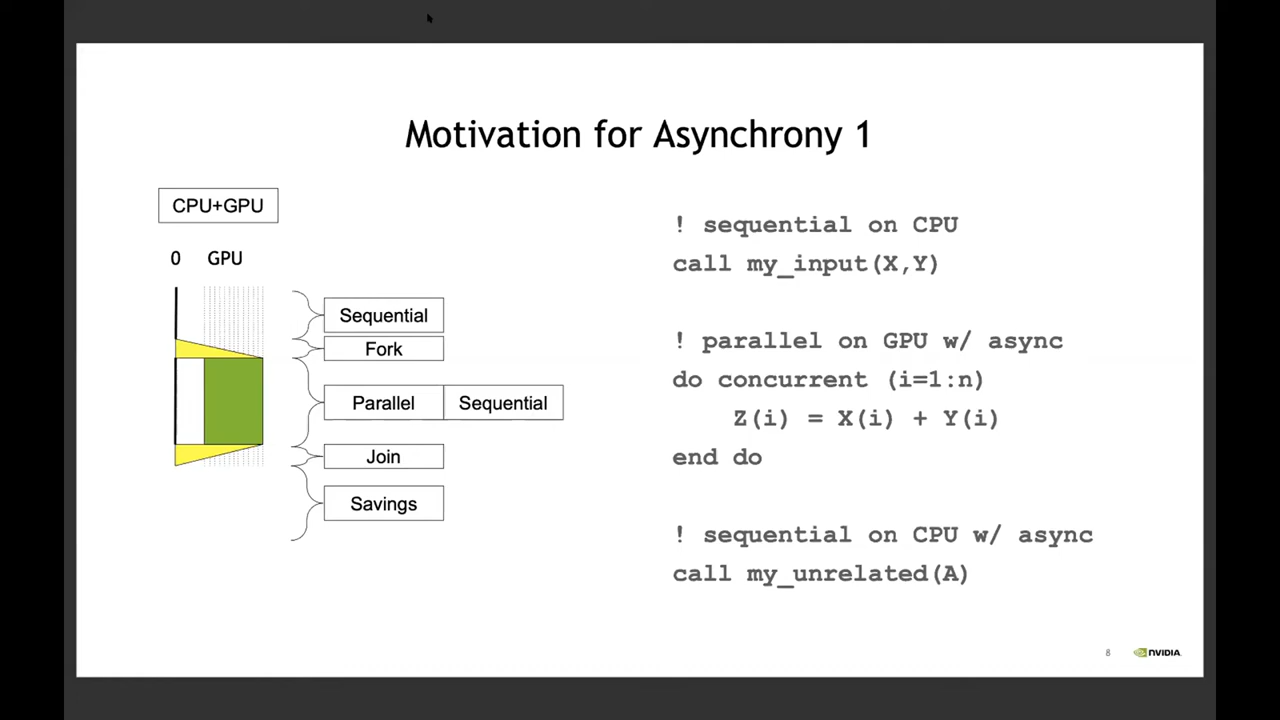 Motivation for Asynchrony 1
CPU+GPU
0 GPU
Sequential
Fork
Parallel Sequential
Join
Savings
! sequential on CPU
call my_input(X,Y)
! parallel on GPU w/ async
do concurrent (i=1:n)
Z(i) = X(i) + Y(i)
end do
! sequential on CPU w/ async
call my_unrelated(A)
8 NVIDIA.